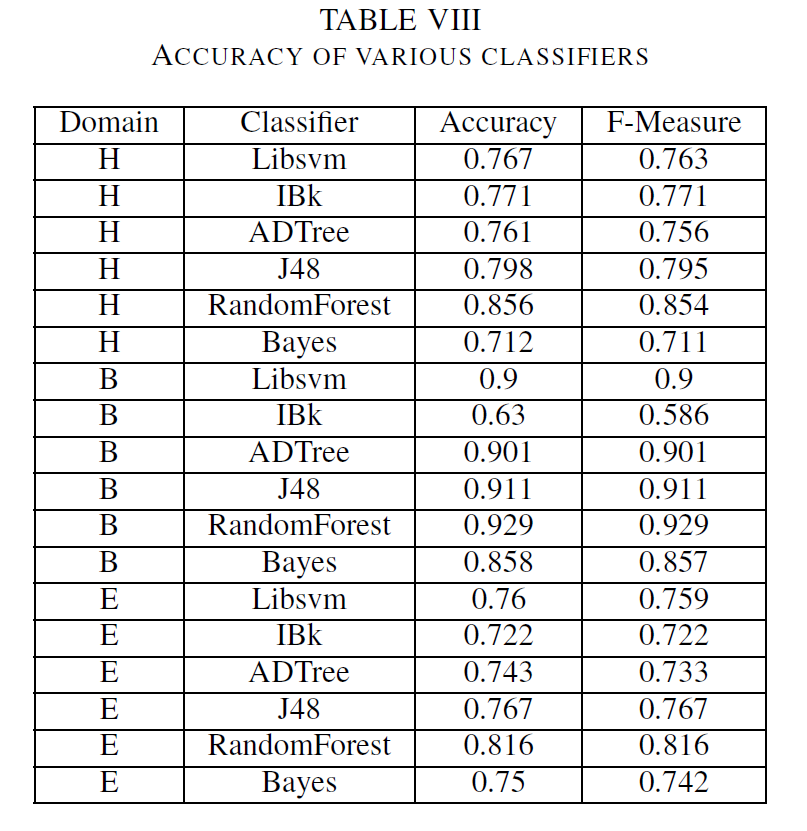 TABLE VIII
ACCURACY OF VARIOUS CLASSIFIERS
Domain Classifier Accuracy F-Measure
H Libsvm 0.767 0.763
H IBk 0.771 0.771
H ADTree 0.761 0.756
H J48 0.798 0.795
H RandomForest 0.856 0.854
H Bayes 0.712 0.711
B Libsvm 0.9 0.9
B IBk 0.63 0.586
B ADTree 0.901 0.901
B J48 0.911 0.911
B RandomForest 0.929 0.929
B Bayes 0.858 0.857
E Libsvm 0.76 0.759
E IBk 0.722 0.722
E ADTree 0.743 0.733
E J48 0.767 0.767
E RandomForest 0.816 0.816
E Bayes 0.75 0.742